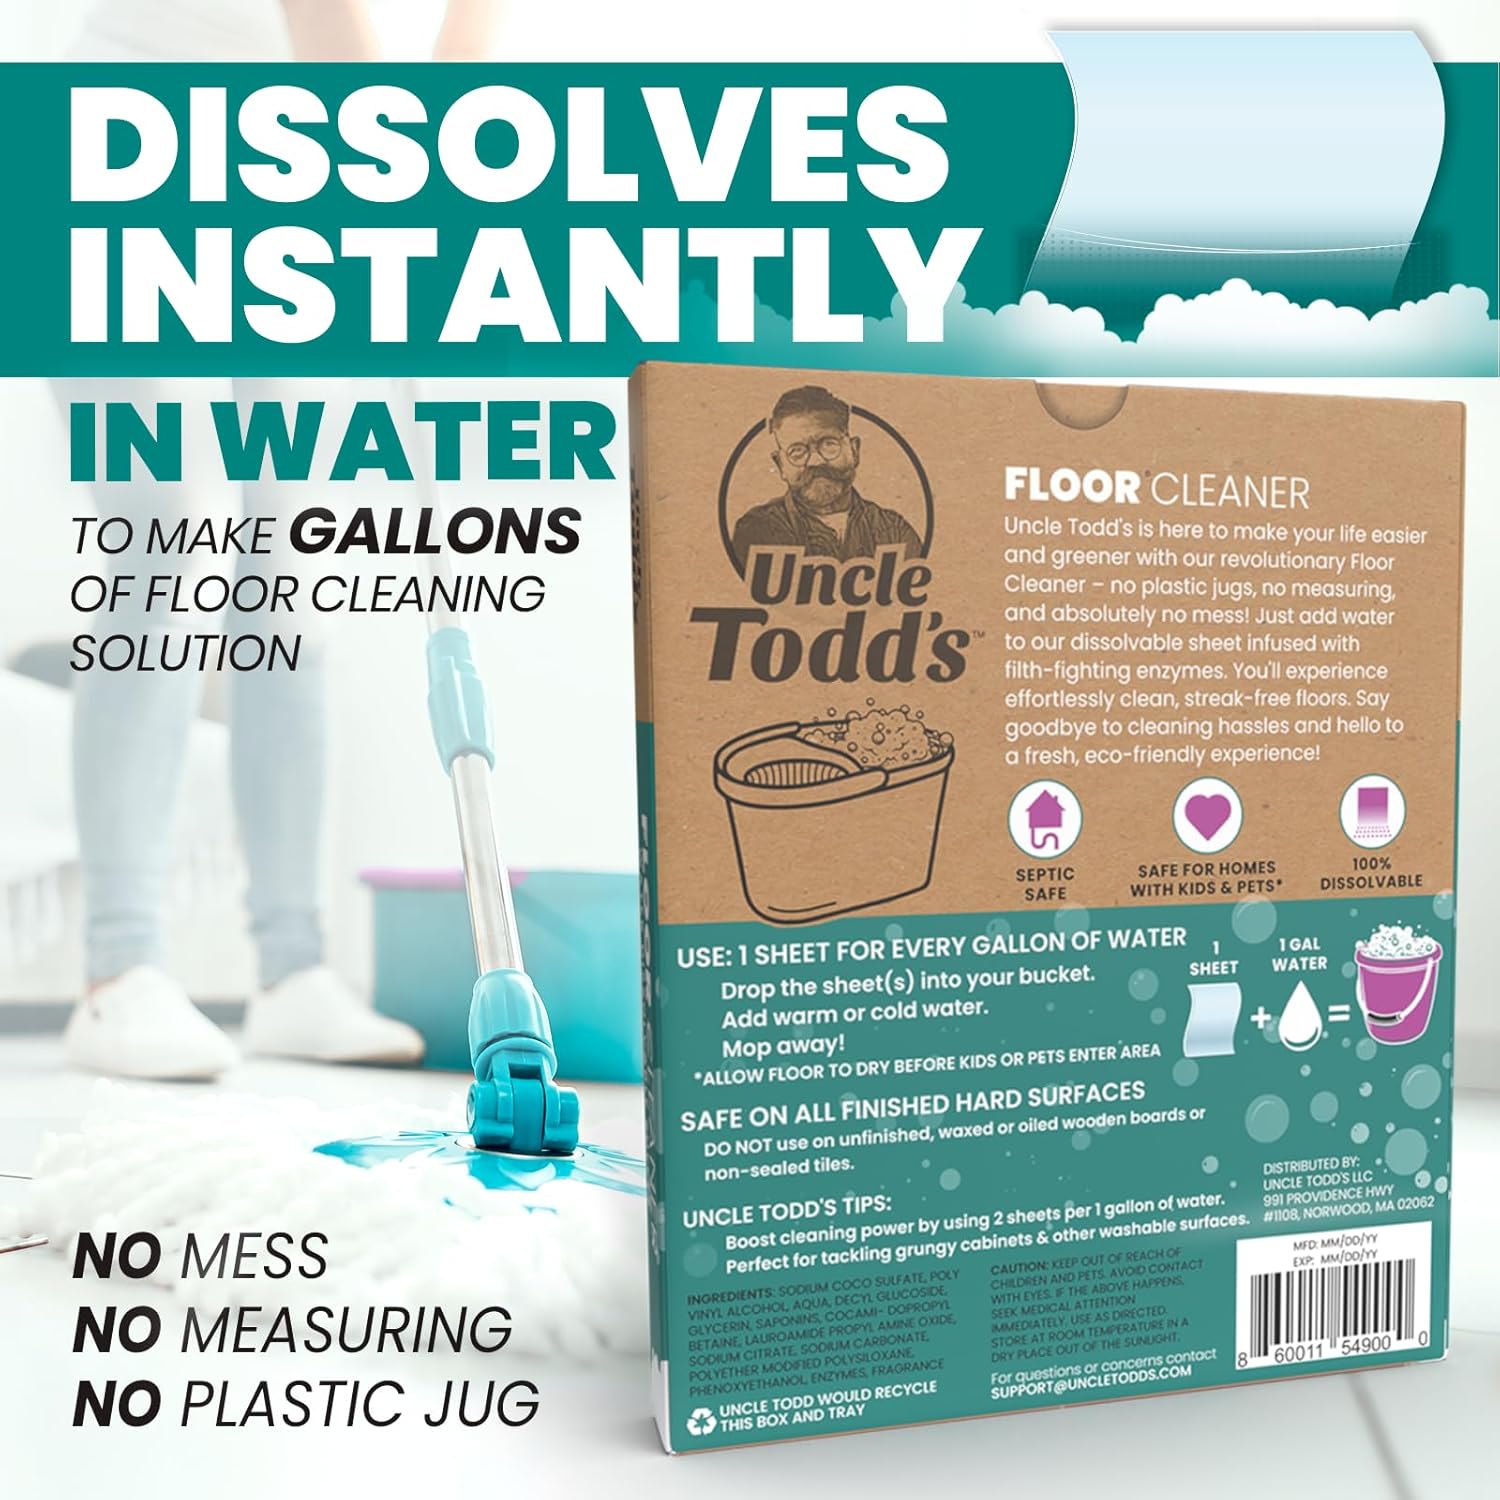 DISSOLVES
INSTANTLY
IN WATER
TO MAKE GALLONS
OF FLOOR CLEANING
SOLUTION
NO MESS
NO MEASURING
NO PLASTIC JUG
Uncle
Todd's™
FLOOR CLEANER
Uncle Todd's is here to make your life easier
and greener with our revolutionary Floor
Cleaner – no plastic jugs, no measuring,
and absolutely no mess! Just add water
to our dissolvable sheet infused with
filth-fighting enzymes. You'll experience
effortlessly clean, streak-free floors. Say
goodbye to cleaning hassles and hello to
a fresh, eco-friendly experience!
SEPTIC
SAFE
SAFE FOR HOMES
WITH KIDS & PETS*
100%
DISSOLVABLE
USE: 1 SHEET FOR EVERY GALLON OF WATER
Drop the sheet(s) into your bucket.
Add warm or cold water.
Mop away!
*ALLOW FLOOR TO DRY BEFORE KIDS OR PETS ENTER AREA
1
SHEET
+
1 GAL
WATER
=
SAFE ON ALL FINISHED HARD SURFACES
DO NOT use on unfinished, waxed or oiled wooden boards or
non-sealed tiles.
UNCLE TODD'S TIPS:
Boost cleaning power by using 2 sheets per 1 gallon of water.
Perfect for tackling grungy cabinets & other washable surfaces.
DISTRIBUTED BY:
UNCLE TODD'S LLC
991 PROVIDENCE HWY
#1108, NORWOOD, MA 02062
INGREDIENTS: SODIUM COCO SULFATE, POLY
VINYL ALCOHOL, AQUA, DECYL GLUCOSIDE,
GLYCERIN, SAPONINS, COCAMI- DOPROPYL
BETAINE, LAUROAMIDE PROPYL AMINE OXIDE,
SODIUM CITRATE, SODIUM CARBONATE,
POLYETHER MODIFIED POLYSILOXANE,
PHENOXYETHANOL, ENZYMES, FRAGRANCE
UNCLE TODD WOULD RECYCLE
THIS BOX AND TRAY
CAUTION: KEEP OUT OF REACH OF
CHILDREN AND PETS. AVOID CONTACT
WITH EYES. IF THE ABOVE HAPPENS,
SEEK MEDICAL ATTENTION
IMMEDIATELY. USE AS DIRECTED.
STORE AT ROOM TEMPERATURE IN A
DRY PLACE OUT OF THE SUNLIGHT.
For questions or concerns contact
SUPPORT@UNCLETODDS.COM
MFD: MM/DD/YY
EXP: MM/DD/YY
8 60011 54900 0